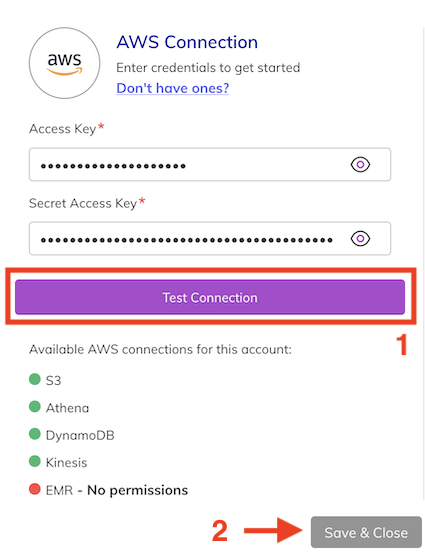 aws
AWS Connection
Enter credentials to get started
Don't have ones?
Access Key*
Secret Access Key*
Test Connection
1
Available AWS connections for this account:
S3
Athena
DynamoDB
Kinesis
EMR - No permissions
2
Save & Close